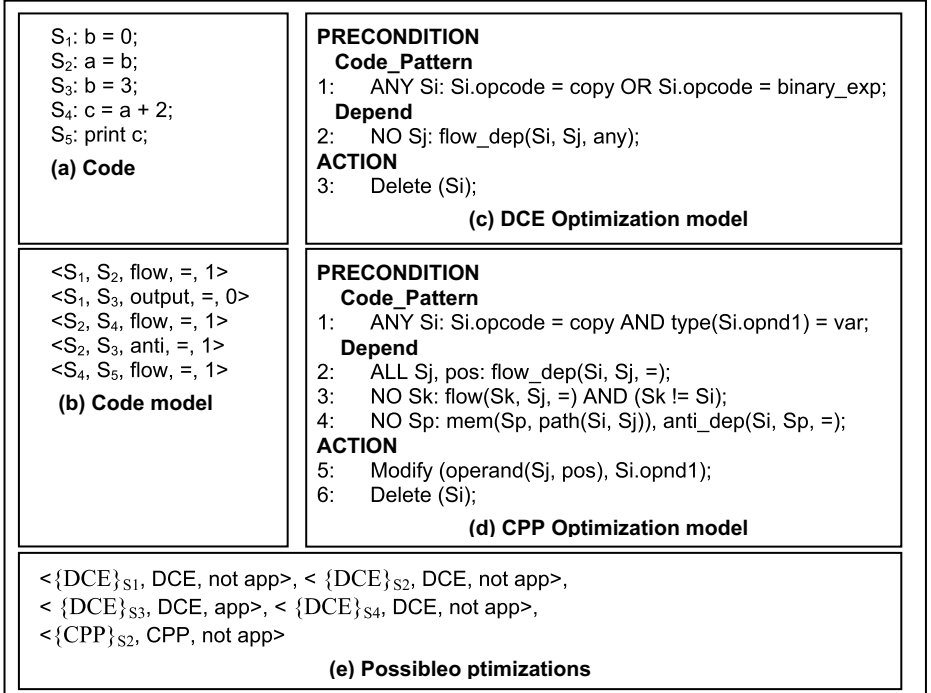 S1: b = 0;
S2: a = b;
S3: b = 3;
S4: c = a + 2;
S5: print c;
(a) Code
PRECONDITION
Code_Pattern
1: ANY Si: Si.opcode = copy OR Si.opcode = binary_exp;
Depend
2: NO Sj: flow_dep(Si, Sj, any);
ACTION
3: Delete (Si);
(c) DCE Optimization model
<S1, S2, flow, =, 1>
<S1, S3, output, =, 0>
<S2, S4, flow, =, 1>
<S2, S3, anti, =, 1>
<S4, S5, flow, =, 1>
(b) Code model
PRECONDITION
Code_Pattern
1: ANY Si: Si.opcode = copy AND type(Si.opnd1) = var;
Depend
2: ALL Sj, pos: flow_dep(Si, Sj, =);
3: NO Sk: flow(Sk, Sj, =) AND (Sk != Si);
4: NO Sp: mem(Sp, path(Si, Sj)), anti_dep(Si, Sp, =);
ACTION
5: Modify (operand(Sj, pos), Si.opnd1);
6: Delete (Si);
(d) CPP Optimization model
<{DCE}S1, DCE, not app>, < {DCE}S2, DCE, not app>,
< {DCE}S3, DCE, app>, < {DCE}S4, DCE, not app>,
<{CPP}S2, CPP, not app>
(e) Possibleo ptimizations